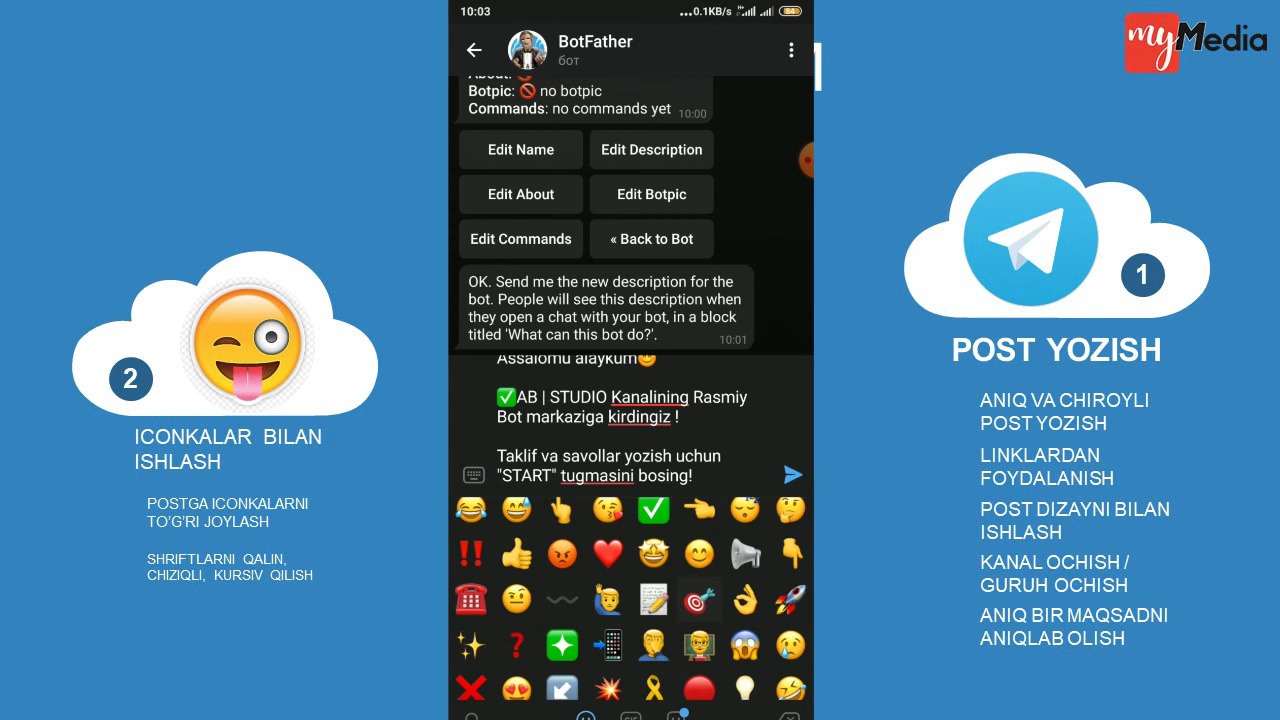 2
ICONKALAR BILAN
ISHLASH
POSTGA ICONKALARNI
TO'G'RI JOYLASH
SHRIFTLARNI QALIN,
CHIZIQLI, KURSIV QILISH
10:03
...0.1KB/s
84
BotFather
бот
About: 🚫
Botpic: 🚫 no botpic
Commands: no commands yet 10:00
Edit Name
Edit Description
Edit About
Edit Botpic
Edit Commands
« Back to Bot
OK. Send me the new description for the
bot. People will see this description when
they open a chat with your bot, in a block
titled 'What can this bot do?'. 10:01
Assalomu alaykum😊
✅AB | STUDIO Kanalining Rasmiy
Bot markaziga kirdingiz !
Taklif va savollar yozish uchun
"START" tugmasini bosing!
GIF
myMedia
1
POST YOZISH
ANIQ VA CHIROYLI
POST YOZISH
LINKLARDAN
FOYDALANISH
POST DIZAYNI BILAN
ISHLASH
KANAL OCHISH /
GURUH OCHISH
ANIQ BIR MAQSADNI
ANIQLAB OLISH